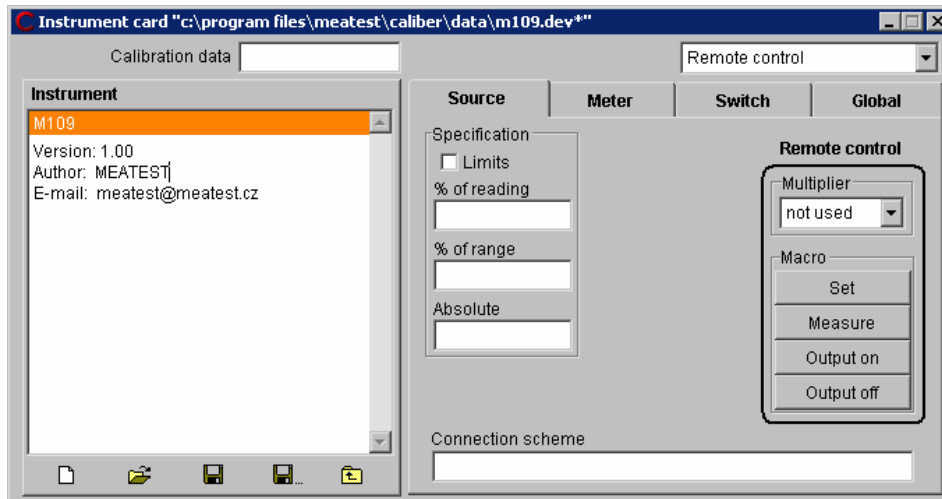 Instrument card "c:\program files\meatest\caliber\data\m109.dev*"
Calibration data
Remote control
Instrument
M109
Version: 1.00
Author: MEATEST
E-mail: meatest@meatest.cz
Source Meter Switch Global
Specification
Limits
% of reading
% of range
Absolute
Remote control
Multiplier
not used
Macro
Set
Measure
Output on
Output off
Connection scheme